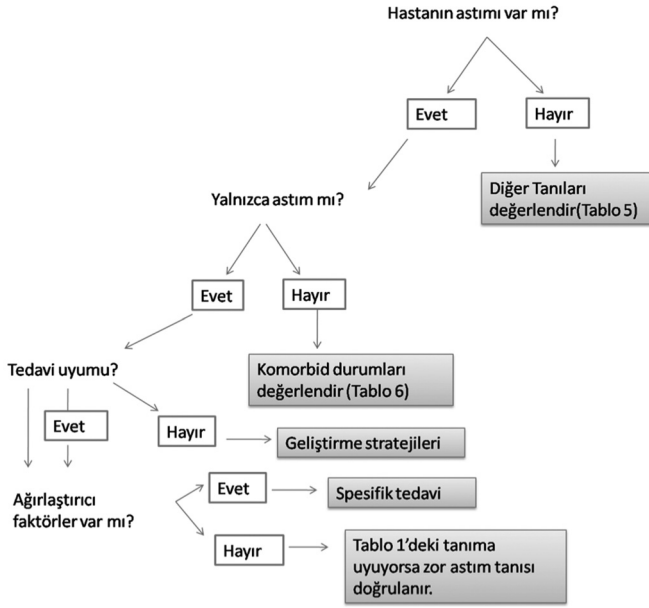 Hastanın astımı var mı?
Evet
Hayır
Diğer Tanıları
değerlendir(Tablo 5)
Yalnızca astım mı?
Evet
Hayır
Komorbid durumları
değerlendir (Tablo 6)
Tedavi uyumu?
Evet
Hayır
Geliştirme stratejileri
Ağırlaştırıcı
faktörler var mı?
Evet
Spesifik tedavi
Hayır
Tablo 1’deki tanıma
uyuyorsa zor astım tanısı
doğrulanır.